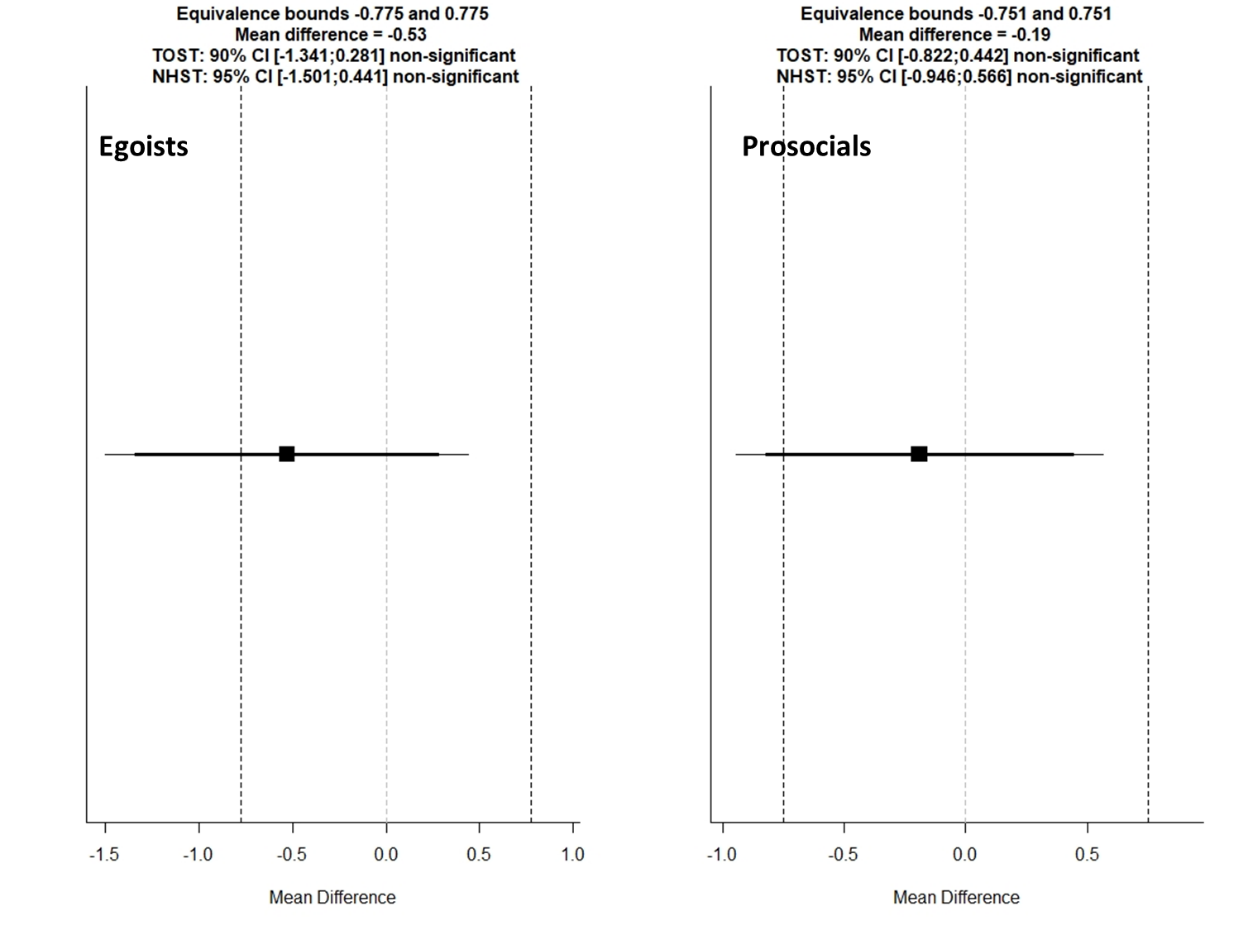 Equivalence bounds -0.775 and 0.775
Mean difference = -0.53
TOST: 90% CI [-1.341;0.281] non-significant
NHST: 95% CI [-1.501;0.441] non-significant
Egoists
-1.5 -1.0 -0.5 0.0 0.5 1.0
Mean Difference
Equivalence bounds -0.751 and 0.751
Mean difference = -0.19
TOST: 90% CI [-0.822;0.442] non-significant
NHST: 95% CI [-0.946;0.566] non-significant
Prosocials
-1.0 -0.5 0.0 0.5
Mean Difference